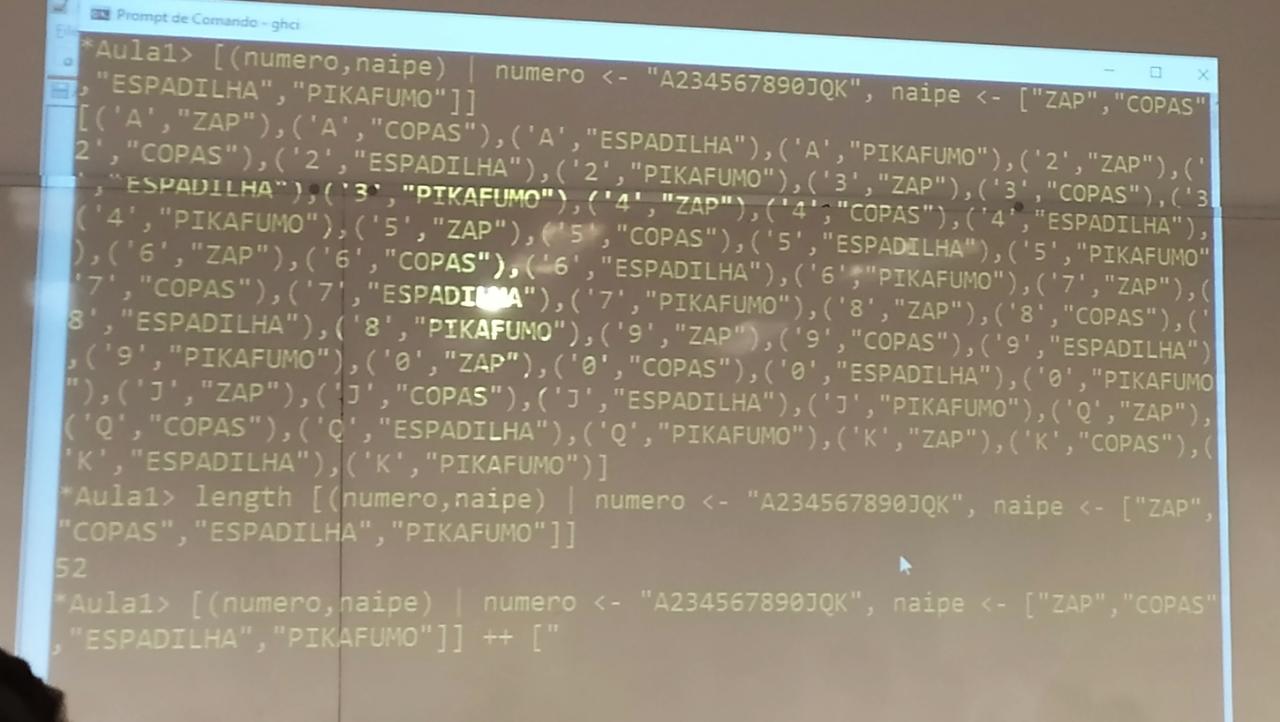 Prompt de Comando - ghci
*Aula1> [(numero,naipe) | numero <- "A234567890JQK", naipe <- ["ZAP","COPAS"
,"ESPADILHA","PIKAFUMO"]]
[('A',"ZAP"),('A',"COPAS"),('A',"ESPADILHA"),('A',"PIKAFUMO"),('2',"ZAP"),('
2',"COPAS"),('2',"ESPADILHA"),('2',"PIKAFUMO"),('3',"ZAP"),('3',"COPAS"),('3
',"ESPADILHA"),('3',"PIKAFUMO"),('4',"ZAP"),('4',"COPAS"),('4',"ESPADILHA"),
('4',"PIKAFUMO"),('5',"ZAP"),('5',"COPAS"),('5',"ESPADILHA"),('5',"PIKAFUMO"
),('6',"ZAP"),('6',"COPAS"),('6',"ESPADILHA"),('6',"PIKAFUMO"),('7',"ZAP"),(
'7',"COPAS"),('7',"ESPADILHA"),('7',"PIKAFUMO"),('8',"ZAP"),('8',"COPAS"),('
8',"ESPADILHA"),('8',"PIKAFUMO"),('9',"ZAP"),('9',"COPAS"),('9',"ESPADILHA")
,('9',"PIKAFUMO"),('0',"ZAP"),('0',"COPAS"),('0',"ESPADILHA"),('0',"PIKAFUMO
"),('J',"ZAP"),('J',"COPAS"),('J',"ESPADILHA"),('J',"PIKAFUMO"),('Q',"ZAP"),
('Q',"COPAS"),('Q',"ESPADILHA"),('Q',"PIKAFUMO"),('K',"ZAP"),('K',"COPAS"),(
'K',"ESPADILHA"),('K',"PIKAFUMO")]
*Aula1> length [(numero,naipe) | numero <- "A234567890JQK", naipe <- ["ZAP",
"COPAS","ESPADILHA","PIKAFUMO"]]
52
*Aula1> [(numero,naipe) | numero <- "A234567890JQK", naipe <- ["ZAP","COPAS"
,"ESPADILHA","PIKAFUMO"]] ++ ["